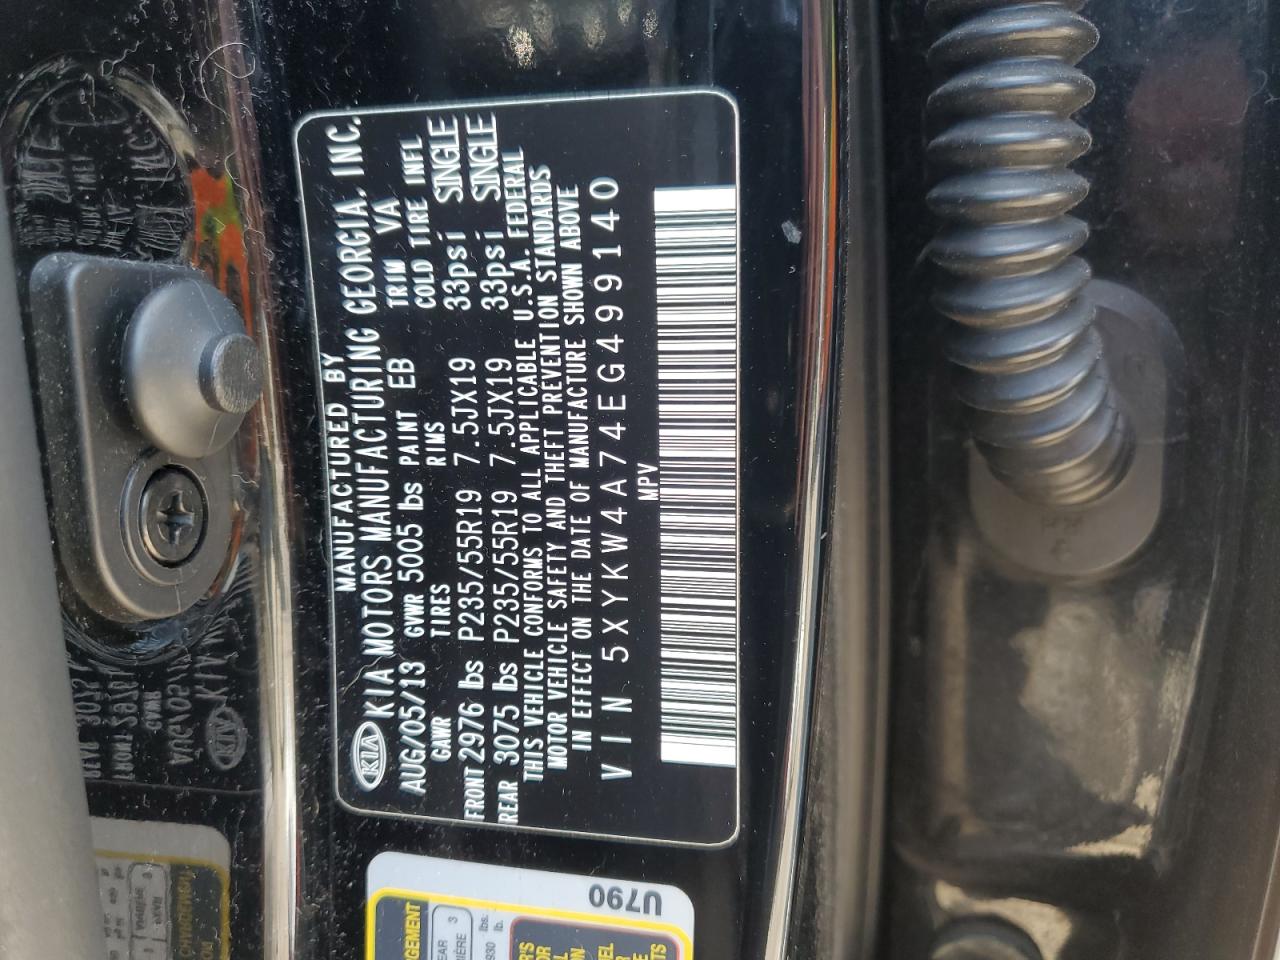 MANUFACTURED BY
KIA KIA MOTORS MANUFACTURING GEORGIA, INC.
AUG/05/13 GVWR 5005 lbs PAINT EB TRIM VA
GAWR TIRES RIMS COLD TIRE INFL
FRONT 2976 lbs P235/55R19 7.5JX19 33psi SINGLE
REAR 3075 lbs P235/55R19 7.5JX19 33psi SINGLE
THIS VEHICLE CONFORMS TO ALL APPLICABLE U.S.A. FEDERAL
MOTOR VEHICLE SAFETY AND THEFT PREVENTION STANDARDS
IN EFFECT ON THE DATE OF MANUFACTURE SHOWN ABOVE
VIN 5XYKW4A74EG499140
MPV
U790